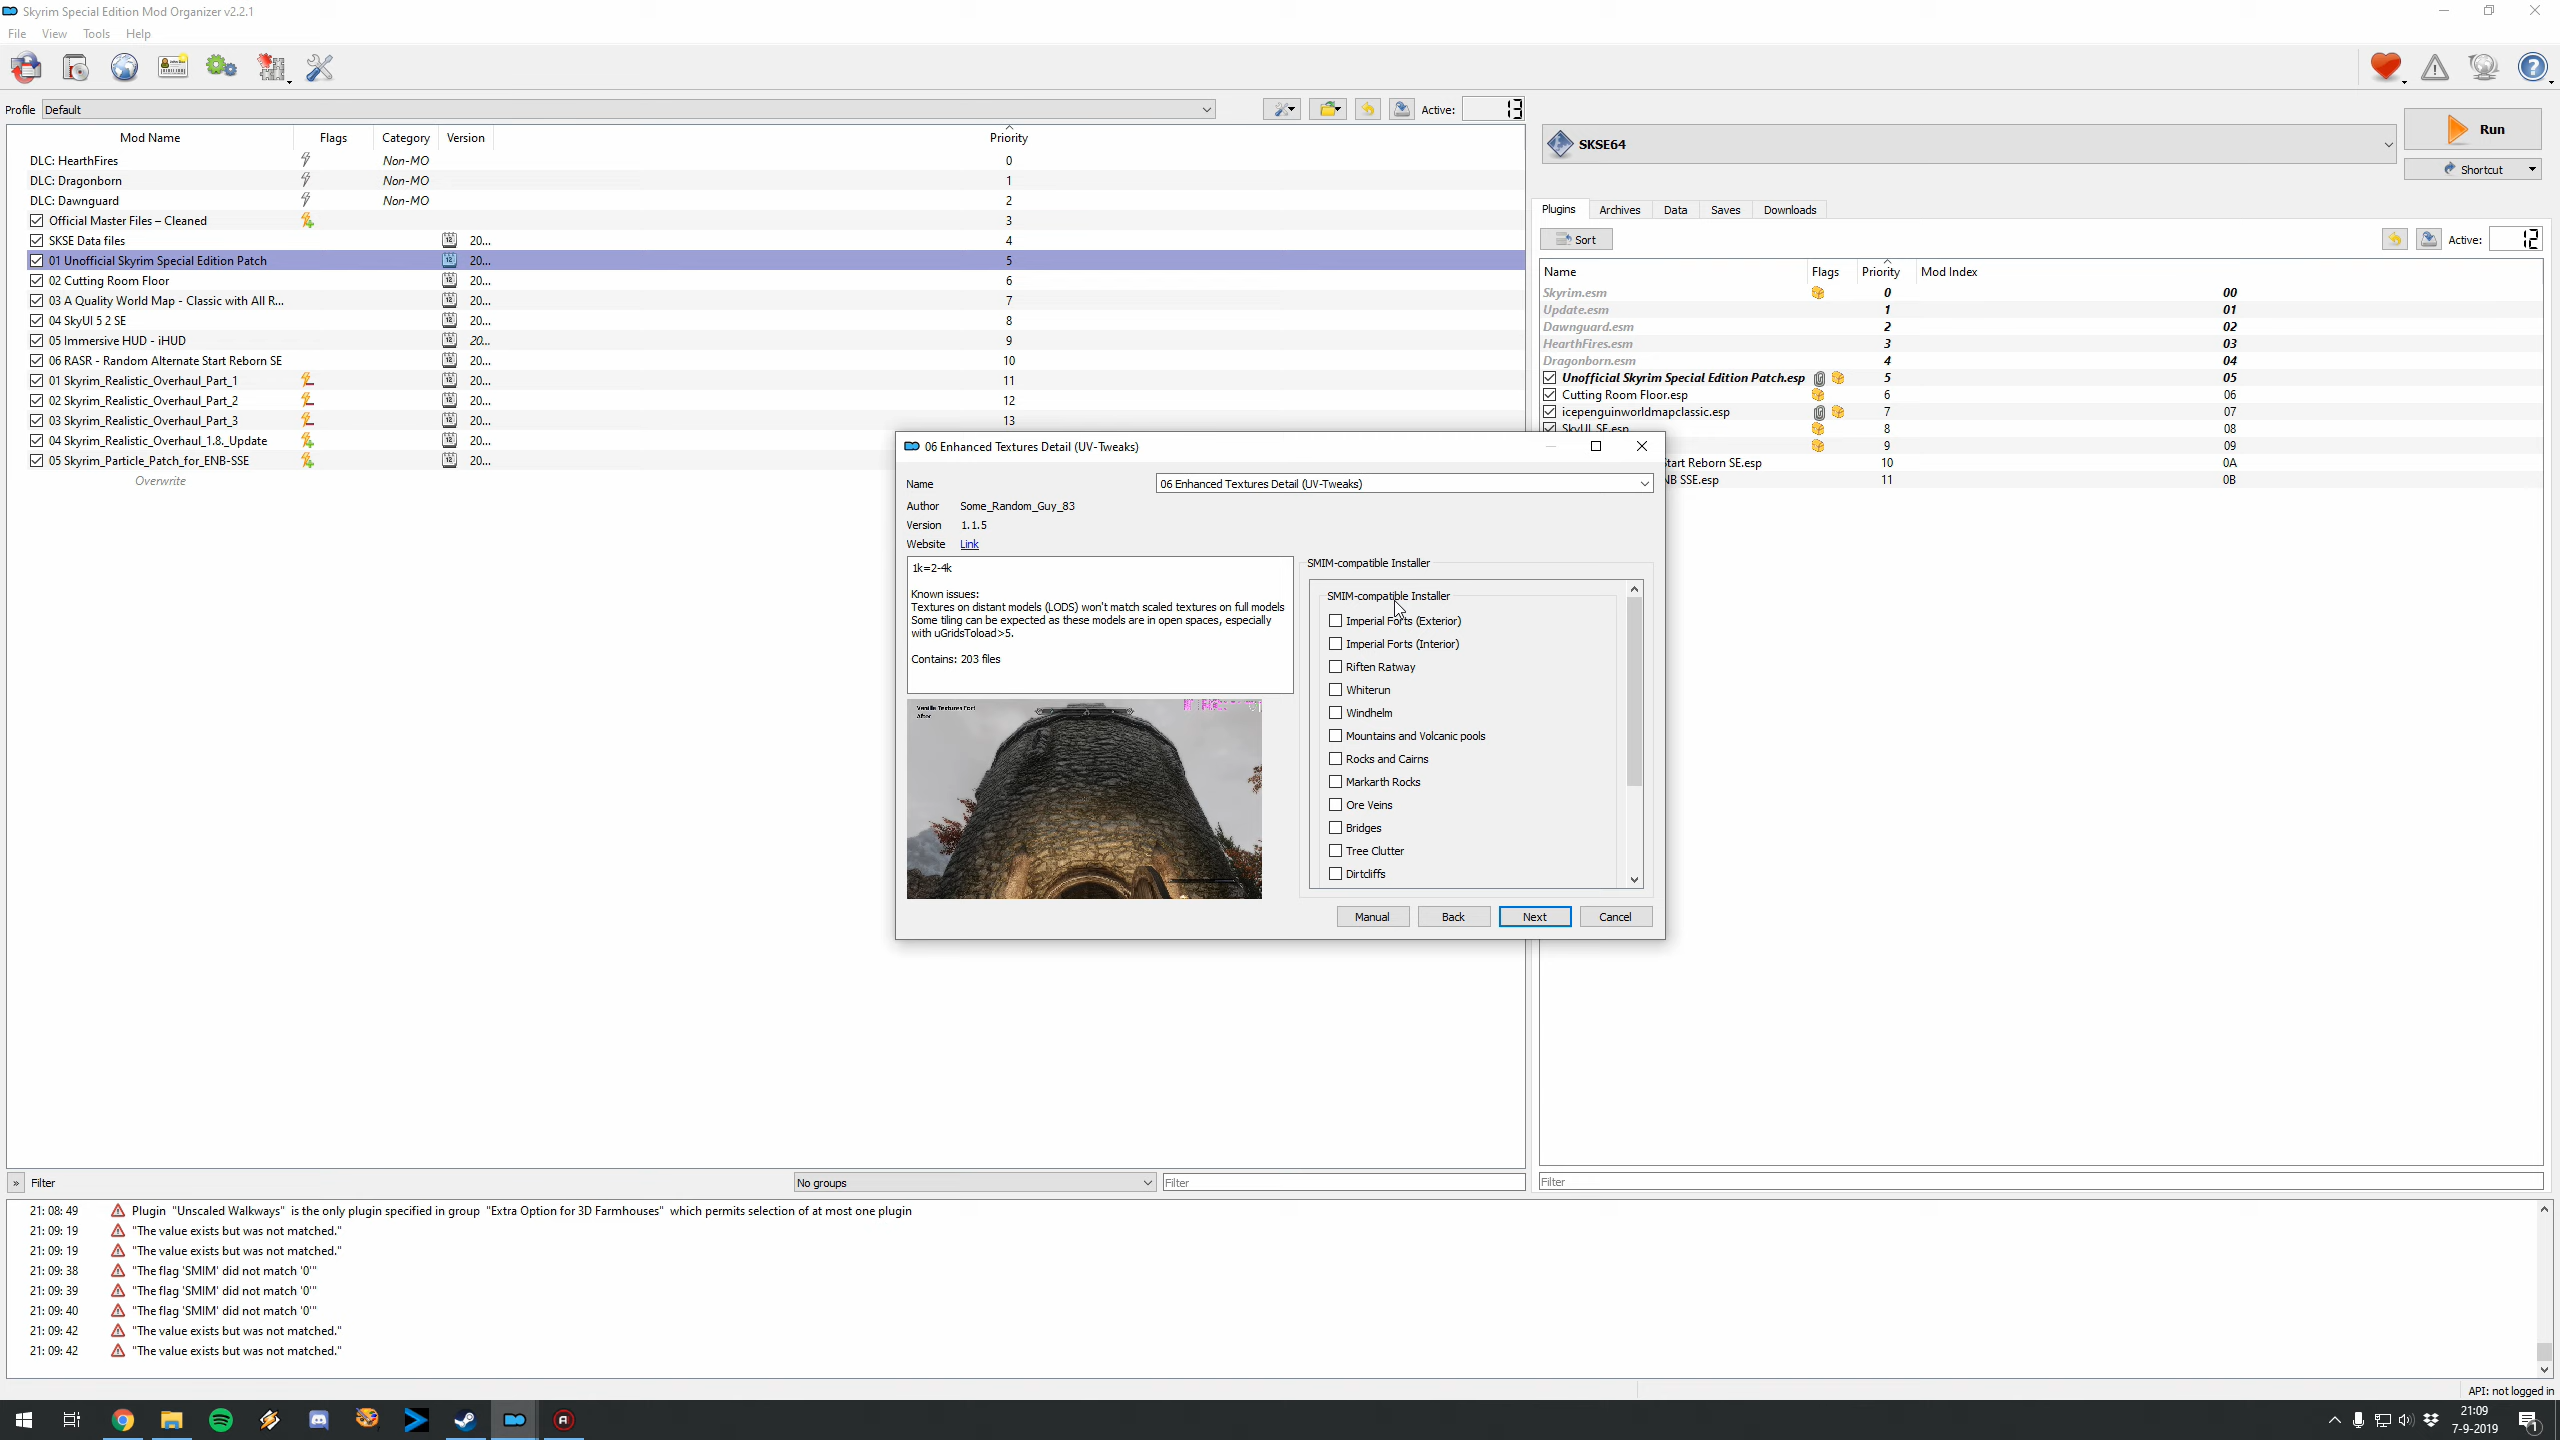 Skyrim Special Edition Mod Organizer v2.2.1
File View Tools Help
Profile Default Active: 13
Mod Name Flags Category Version Priority
DLC: HearthFires Non-MO 0
DLC: Dragonborn Non-MO 1
DLC: Dawnguard Non-MO 2
Official Master Files – Cleaned 3
SKSE Data files 20... 4
01 Unofficial Skyrim Special Edition Patch 20... 5
02 Cutting Room Floor 20... 6
03 A Quality World Map - Classic with All R... 20... 7
04 SkyUI 5 2 SE 20... 8
05 Immersive HUD - iHUD 20... 9
06 RASR - Random Alternate Start Reborn SE 20... 10
01 Skyrim_Realistic_Overhaul_Part_1 20... 11
02 Skyrim_Realistic_Overhaul_Part_2 20... 12
03 Skyrim_Realistic_Overhaul_Part_3 20... 13
04 Skyrim_Realistic_Overhaul_1.8._Update 20...
05 Skyrim_Particle_Patch_for_ENB-SSE 20...
Overwrite
SKSE64
Run
Shortcut
Plugins Archives Data Saves Downloads
Sort Active: 12
Name Flags Priority Mod Index
Skyrim.esm 0 00
Update.esm 1 01
Dawnguard.esm 2 02
HearthFires.esm 3 03
Dragonborn.esm 4 04
Unofficial Skyrim Special Edition Patch.esp 5 05
Cutting Room Floor.esp 6 06
icepenguinworldmapclassic.esp 7 07
SkyUI_SE.esp 8 08
9 09
tart Reborn SE.esp 10 0A
NB SSE.esp 11 0B
06 Enhanced Textures Detail (UV-Tweaks)
Name 06 Enhanced Textures Detail (UV-Tweaks)
Author Some_Random_Guy_83
Version 1.1.5
Website Link
1k=2-4k
Known issues:
Textures on distant models (LODS) won't match scaled textures on full models
Some tiling can be expected as these models are in open spaces, especially
with uGridsToload>5.
Contains: 203 files
Vanilla Textures Fort
After
SMIM-compatible Installer
SMIM-compatible Installer
Imperial Forts (Exterior)
Imperial Forts (Interior)
Riften Ratway
Whiterun
Windhelm
Mountains and Volcanic pools
Rocks and Cairns
Markarth Rocks
Ore Veins
Bridges
Tree Clutter
Dirtcliffs
Manual Back Next Cancel
» Filter No groups Filter Filter
21:08:49 Plugin "Unscaled Walkways" is the only plugin specified in group "Extra Option for 3D Farmhouses" which permits selection of at most one plugin
21:09:19 "The value exists but was not matched."
21:09:19 "The value exists but was not matched."
21:09:38 "The flag 'SMIM' did not match '0'"
21:09:39 "The flag 'SMIM' did not match '0'"
21:09:40 "The flag 'SMIM' did not match '0'"
21:09:42 "The value exists but was not matched."
21:09:42 "The value exists but was not matched."
API: not logged in
21:09
7-9-2019
1